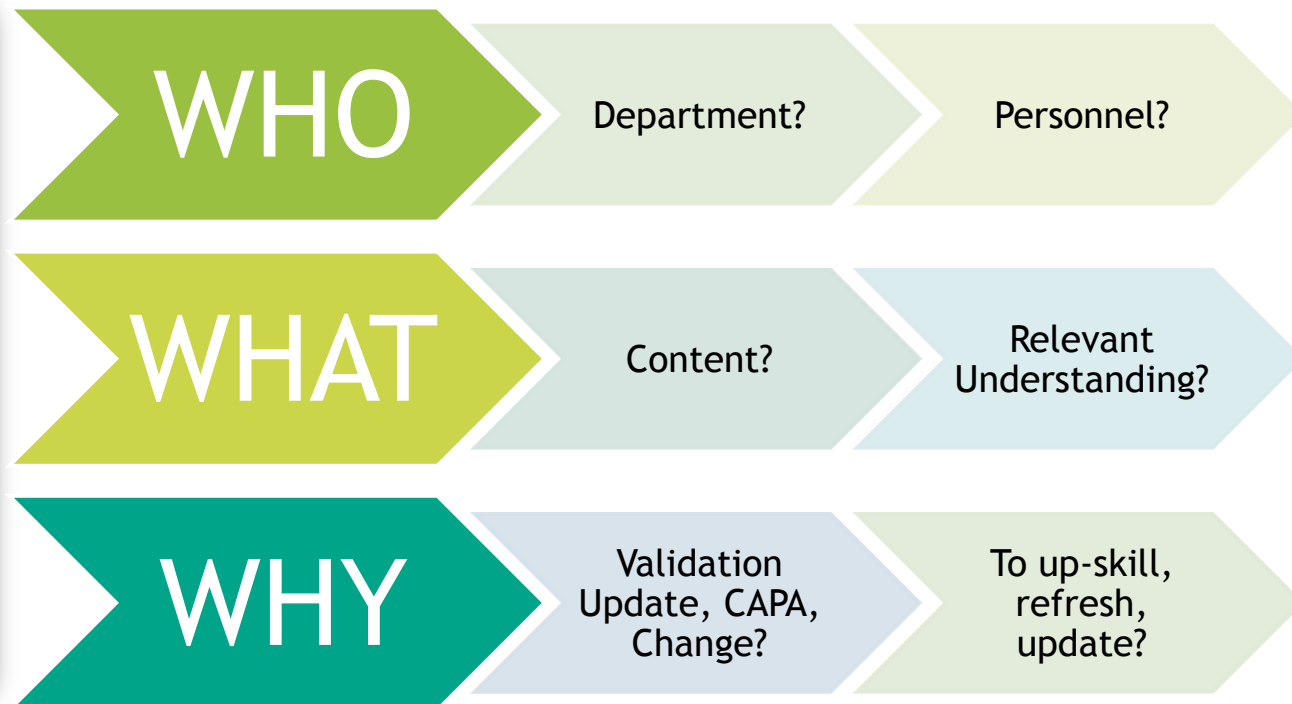 WHO
Department?
Personnel?
WHAT
Content?
Relevant
Understanding?
WHY
Validation
Update, CAPA,
Change?
To up-skill,
refresh,
update?